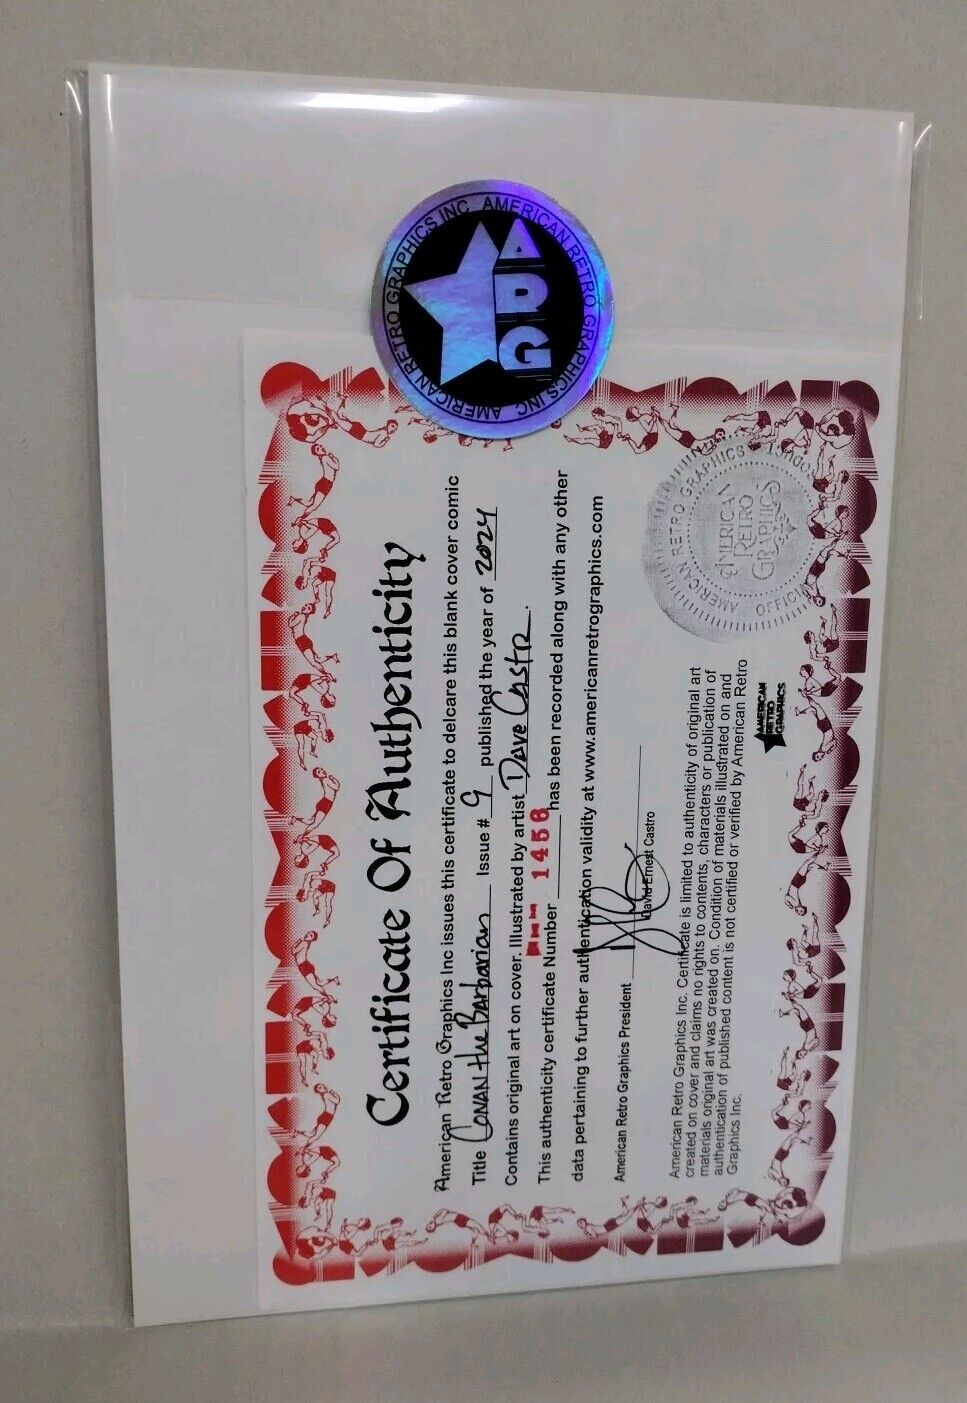 AMERICAN RETRO GRAPHICS INC. AMERICAN RETRO GRAPHICS INC.
ARG
Certificate Of Authenticity
American Retro Graphics Inc issues this certificate to delcare this blank cover comic
Title Conan the Barbarian Issue # 9 published the year of 2024
Contains original art on cover. Illustrated by artist Dave Castr.
This authenticity certificate Number 1456 has been recorded along with any other
data pertaining to further authentication validity at www.americanretrographics.com
American Retro Graphics President
David Ernest Castro
American Retro Graphics Inc. Certificate is limited to authenticity of original art
created on cover and claims no rights to contents, characters or publication of
materials original art was created on. Condition of materials illustrated on and
authentication of published content is not certified or verified by American Retro
Graphics Inc.
AMERICAN
RETRO
GRAPHICS
AMERICAN RETRO GRAPHICS
AMERICAN
RETRO
GRAPHICS